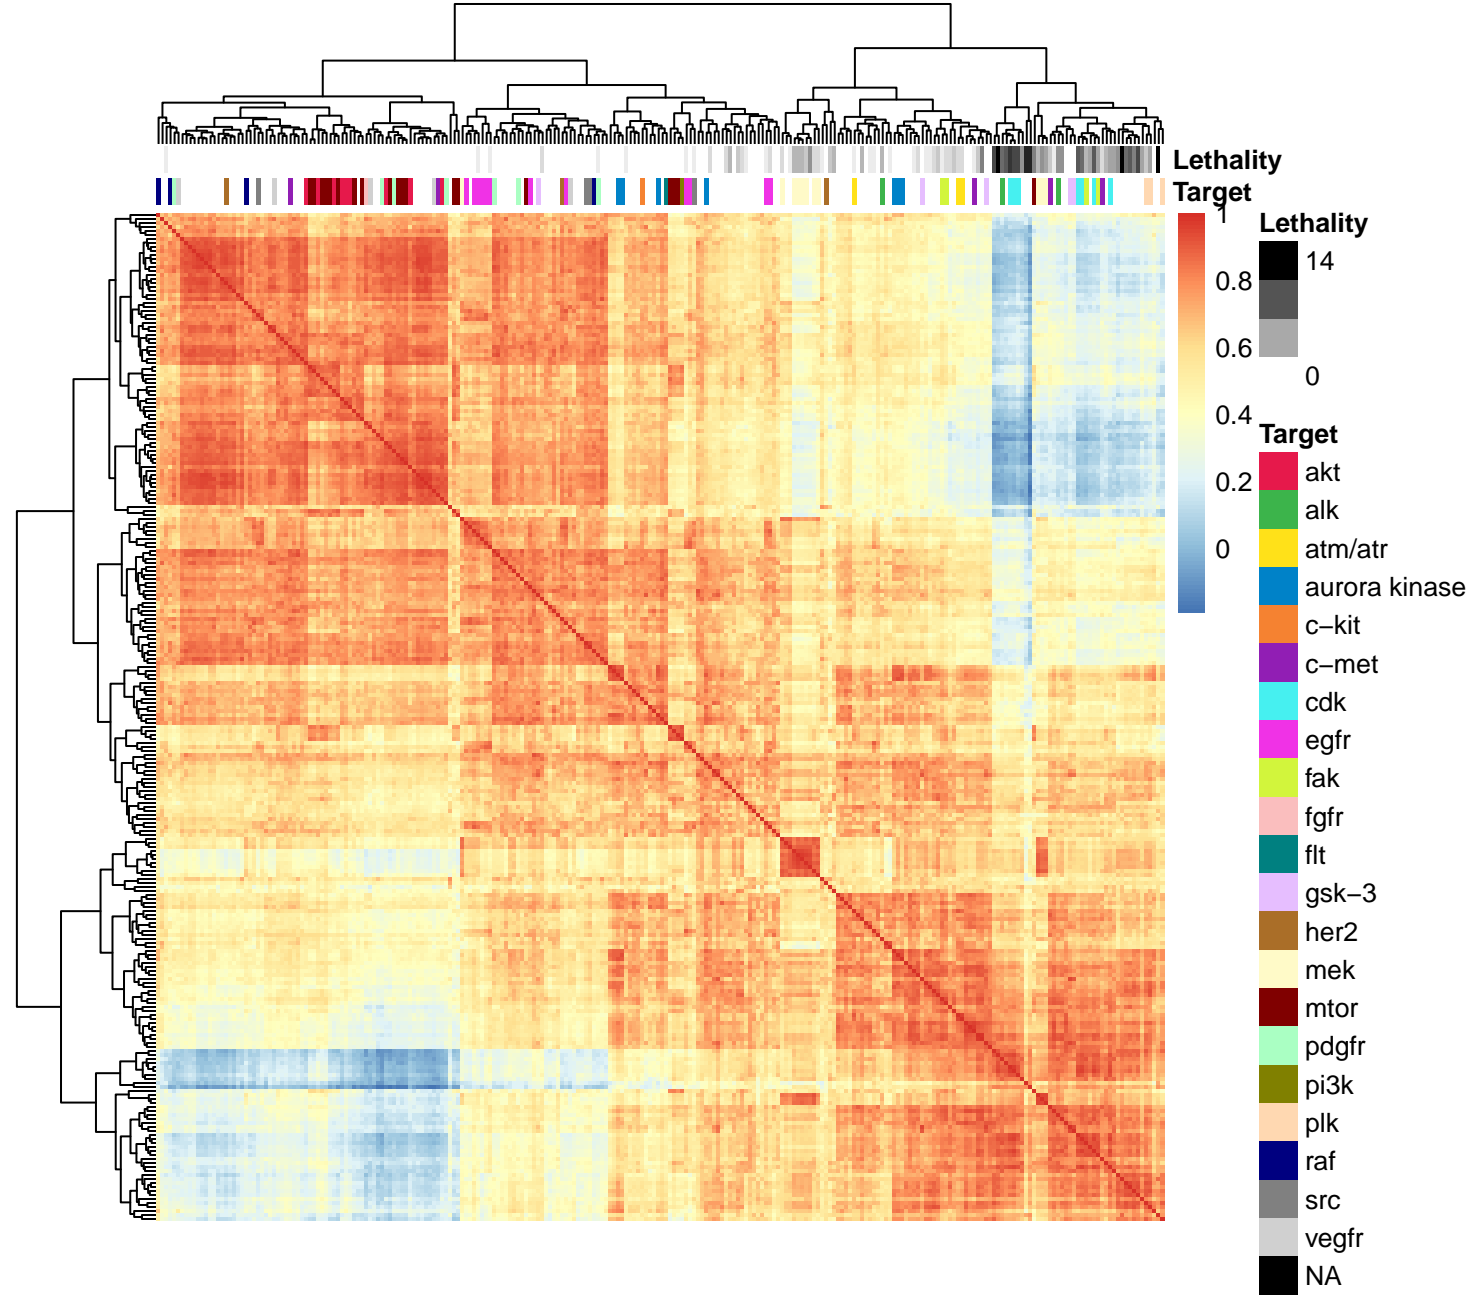 Lethality
Target
1
0.8
0.6
0.4
0.2
0
Lethality
14
0
Target
akt
alk
atm/atr
aurora kinase
c−kit
c−met
cdk
egfr
fak
fgfr
flt
gsk−3
her2
mek
mtor
pdgfr
pi3k
plk
raf
src
vegfr
NA